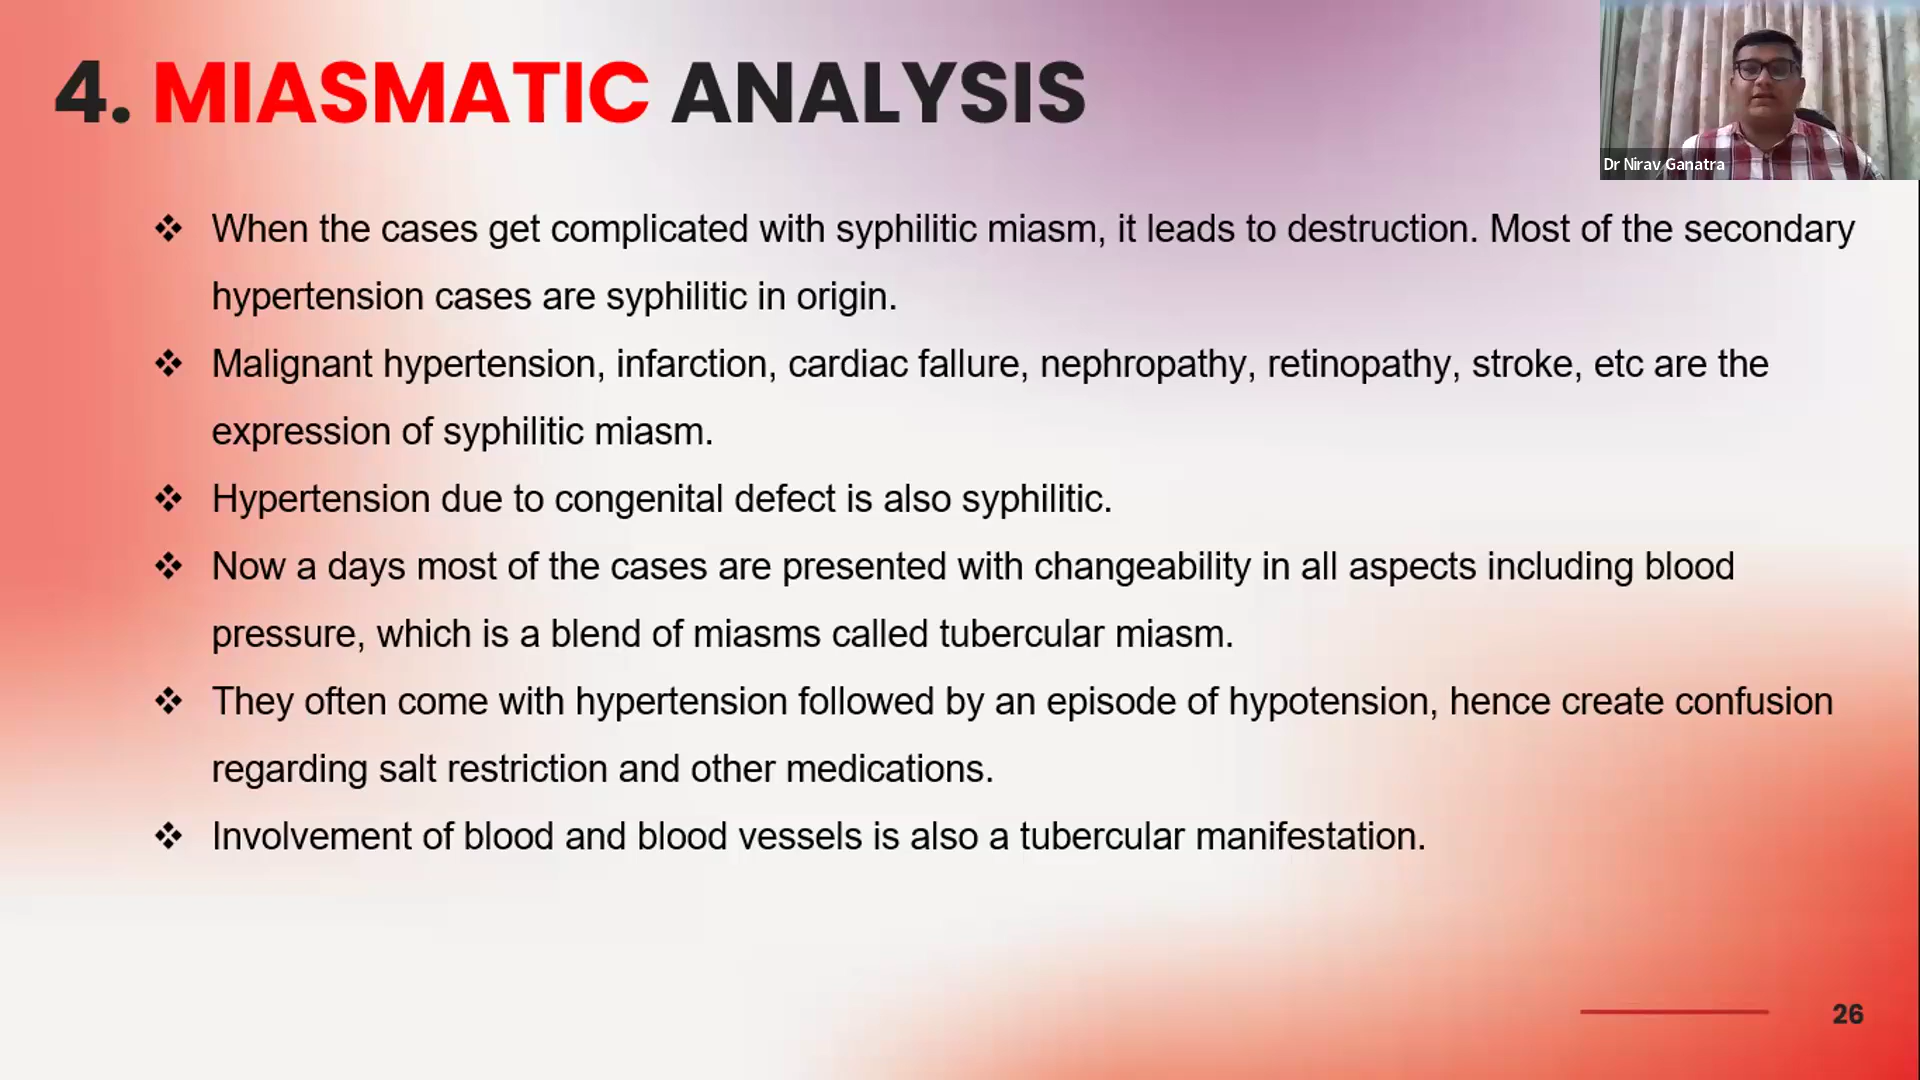 4. MIASMATIC ANALYSIS
Dr Nirav Ganatra
❖ When the cases get complicated with syphilitic miasm, it leads to destruction. Most of the secondary
hypertension cases are syphilitic in origin.
❖ Malignant hypertension, infarction, cardiac fallure, nephropathy, retinopathy, stroke, etc are the
expression of syphilitic miasm.
❖ Hypertension due to congenital defect is also syphilitic.
❖ Now a days most of the cases are presented with changeability in all aspects including blood
pressure, which is a blend of miasms called tubercular miasm.
❖ They often come with hypertension followed by an episode of hypotension, hence create confusion
regarding salt restriction and other medications.
❖ Involvement of blood and blood vessels is also a tubercular manifestation.
26